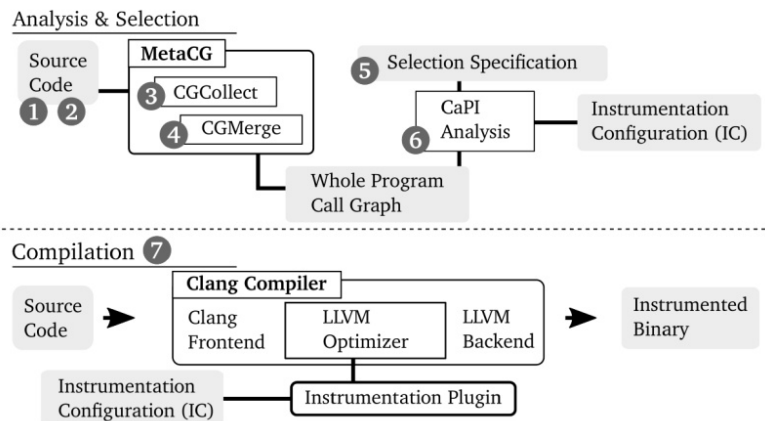 Analysis & Selection
Source
Code
1 2
MetaCG
3 CGCollect
4 CGMerge
5 Selection Specification
6 CaPI
Analysis
Instrumentation
Configuration (IC)
Whole Program
Call Graph
Compilation 7
Source
Code
Clang Compiler
Clang
Frontend
LLVM
Optimizer
LLVM
Backend
Instrumented
Binary
Instrumentation
Configuration (IC)
Instrumentation Plugin